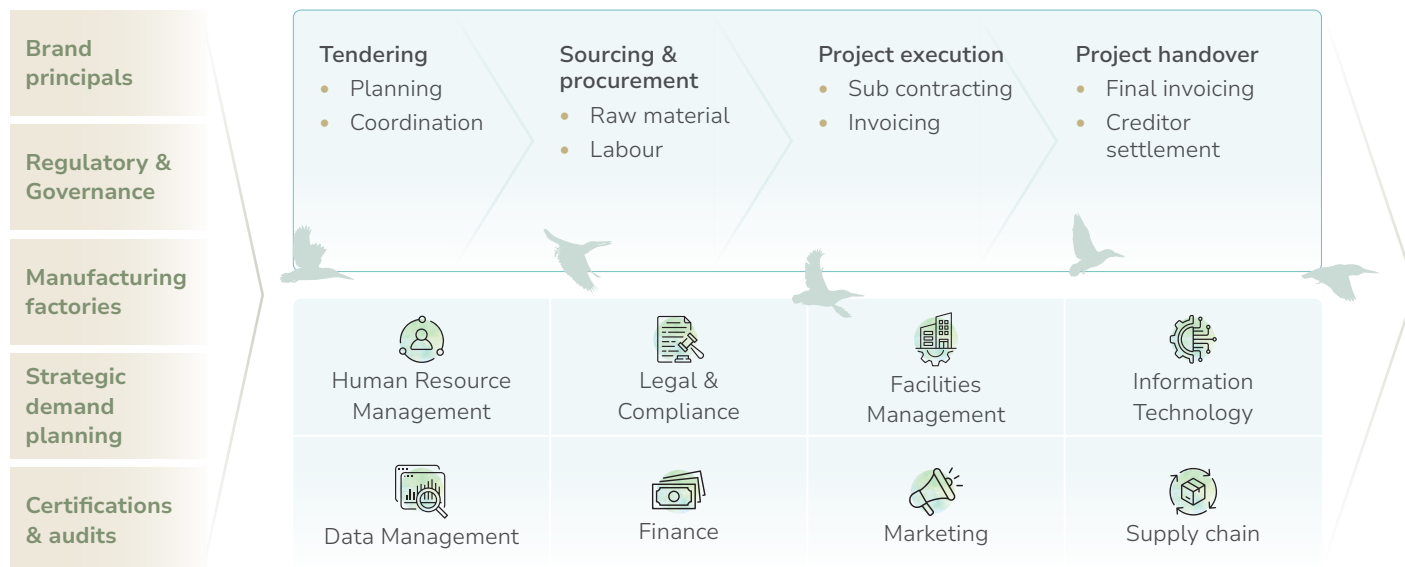 Brand
principals
Regulatory &
Governance
Manufacturing
factories
Strategic
demand
planning
Certifications
& audits
Tendering
Planning
Coordination
Sourcing &
procurement
Raw material
Labour
Project execution
Sub contracting
Invoicing
Project handover
Final invoicing
Creditor
settlement
Human Resource
Management
Legal &
Compliance
Facilities
Management
Information
Technology
Data Management
Finance
Marketing
Supply chain